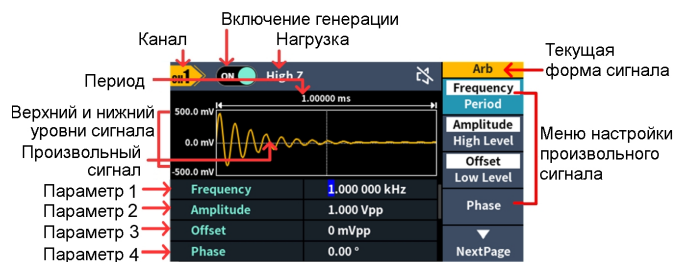 Включение генерации
Канал
Нагрузка
Текущая
форма сигнала
CH1
ON
High Z
Arb
Период
1.00000 ms
Frequency
Period
Верхний и нижний
уровни сигнала
500.0 mV
0.0 mV
-500.0 mV
Amplitude
High Level
Произвольный
сигнал
Offset
Low Level
Меню настройки
произвольного
сигнала
Параметр 1
Frequency
1.000 000 kHz
Параметр 2
Amplitude
1.000 Vpp
Phase
Параметр 3
Offset
0 mVpp
Параметр 4
Phase
0.00 °
NextPage